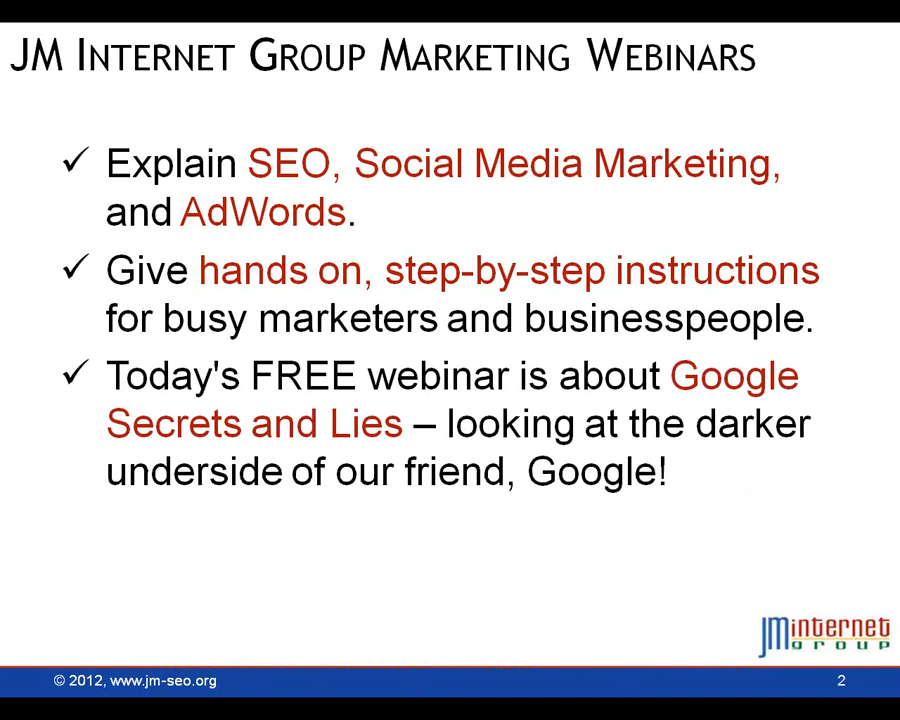 JM INTERNET GROUP MARKETING WEBINARS
Explain SEO, Social Media Marketing,
and AdWords.
Give hands on, step-by-step instructions
for busy marketers and businesspeople.
Today's FREE webinar is about Google
Secrets and Lies – looking at the darker
underside of our friend, Google!
JMinternet
group
© 2012, www.jm-seo.org
2